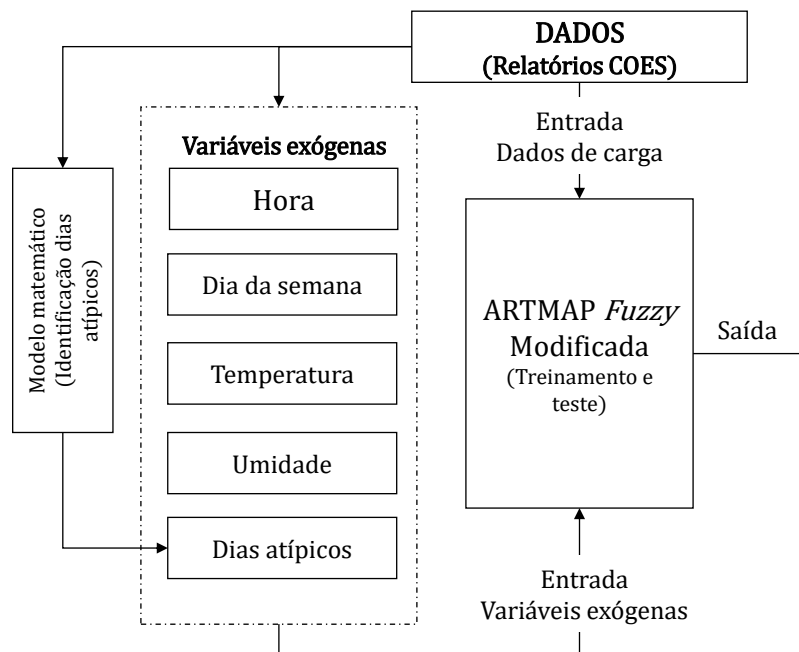 DADOS
(Relatórios COES)
Entrada
Dados de carga
Variáveis exógenas
Hora
Dia da semana
Temperatura
Umidade
Dias atípicos
Modelo matemático
(Identificação dias
atípicos)
ARTMAP Fuzzy
Modificada
(Treinamento e
teste)
Saída
Entrada
Variáveis exógenas